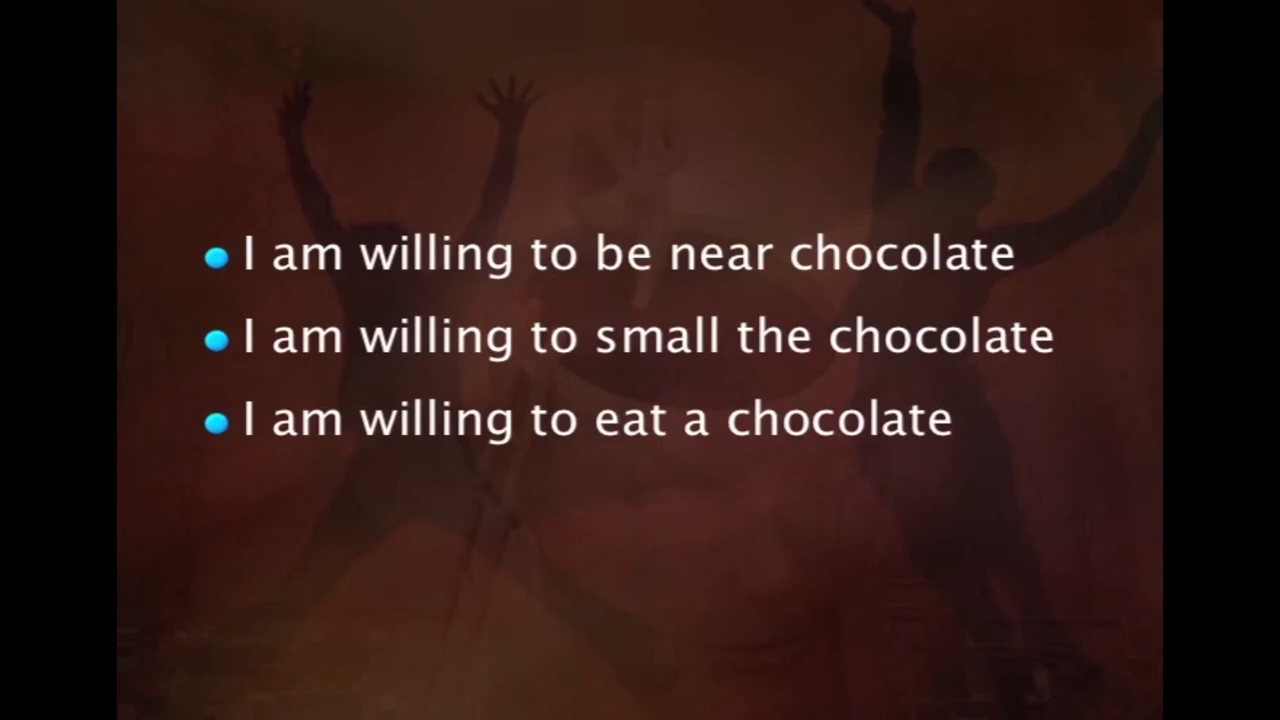 I am willing to be near chocolate
I am willing to small the chocolate
I am willing to eat a chocolate